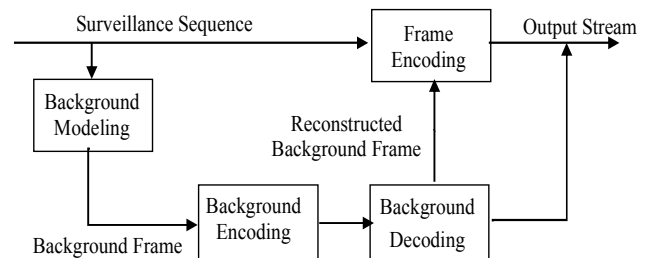 Surveillance Sequence
Frame
Encoding
Output Stream
Background
Modeling
Reconstructed
Background Frame
Background
Encoding
Background
Decoding
Background Frame